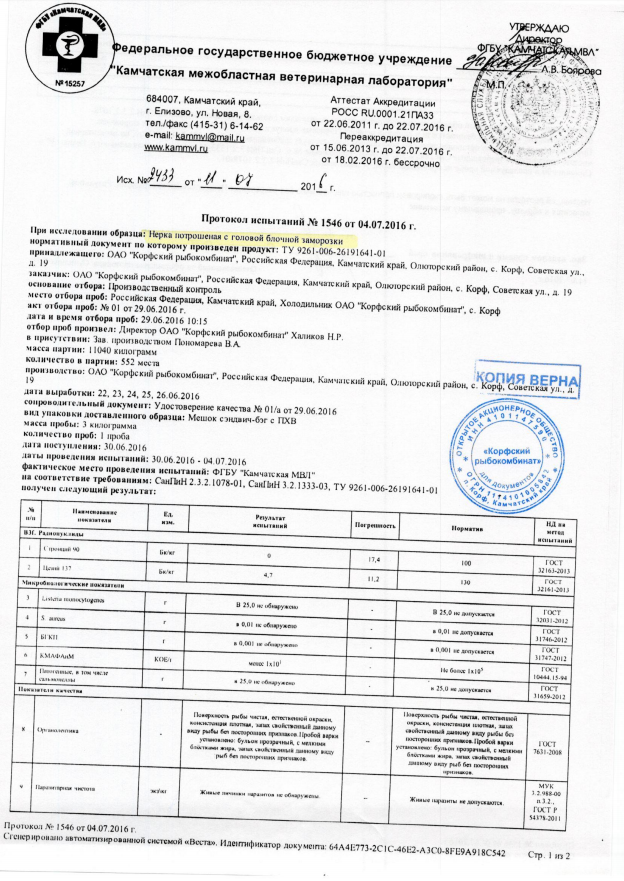 ФГБУ «Камчатская МВЛ»
№ 15257
УТВЕРЖДАЮ
Директор
ФГБУ "КАМЧАТСКАЯ МВЛ"
Л.В. Боярова
М.П.
Федеральное государственное бюджетное учреждение
"Камчатская межобластная ветеринарная лаборатория"
684007, Камчатский край,
г. Елизово, ул. Новая, 8.
тел./факс (415-31) 6-14-62
e-mail: kammvl@mail.ru
www.kammvl.ru
Аттестат Аккредитации
РОСС RU.0001.21ПА33
от 22.06.2011 г. до 22.07.2016 г.
Переаккредитация
от 15.06.2013 г. до 22.07.2016 г.
от 18.02.2016 г. бессрочно
Исх. № 2433 от "11" 07 2016 г.
Протокол испытаний № 1546 от 04.07.2016 г.
При исследовании образца: Нерка потрошеная с головой блочной заморозки
нормативный документ по которому произведен продукт: ТУ 9261-006-26191641-01
принадлежащего: ОАО "Корфский рыбокомбинат", Российская Федерация, Камчатский край, Олюторский район, с. Корф, Советская ул.,
д. 19
заказчик: ОАО "Корфский рыбокомбинат", Российская Федерация, Камчатский край, Олюторский район, с. Корф, Советская ул., д. 19
основание отбора: Производственный контроль
место отбора проб: Российская Федерация, Камчатский край, Холодильник ОАО "Корфский рыбокомбинат", с. Корф
акт отбора проб: № 01 от 29.06.2016 г.
дата и время отбора проб: 29.06.2016 10:15
отбор проб произвел: Директор ОАО "Корфский рыбокомбинат" Халиков Н.Р.
в присутствии: Зав. производством Пономарева В.А.
масса партии: 11040 килограмм
количество в партии: 552 места
производство: ОАО "Корфский рыбокомбинат", Российская Федерация, Камчатский край, Олюторский район, с. Корф, Советская ул., д.
19
дата выработки: 22, 23, 24, 25, 26.06.2016
сопроводительный документ: Удостоверение качества № 01/а от 29.06.2016
вид упаковки доставленного образца: Мешок сэндвич-бэг с ПХВ
масса пробы: 3 килограмма
количество проб: 1 проба
дата поступления: 30.06.2016
даты проведения испытаний: 30.06.2016 - 04.07.2016
фактическое место проведения испытаний: ФГБУ "Камчатская МВЛ"
на соответствие требованиям: СанПиН 2.3.2.1078-01, СанПиН 3.2.1333-03, ТУ 9261-006-26191641-01
получен следующий результат:
КОПИЯ ВЕРНА
ОТКРЫТОЕ АКЦИОНЕРНОЕ ОБЩЕСТВО
ИНН 4101147590
«Корфский
рыбокомбинат»
для документов
п. Корф, Камчатский край
№ п/п Наименование показателя Ед. изм. Результат испытаний Погрешность Норматив НД на метод испытаний
ВЗГ. Радионуклиды
1 Стронций 90 Бк/кг 0 17,4 100 ГОСТ 32163-2013
2 Цезий 137 Бк/кг 4,7 11,2 130 ГОСТ 32161-2013
Микробиологические показатели
3 Listeria monocytogenes г В 25,0 не обнаружено - В 25,0 не допускается ГОСТ 32031-2012
4 S. aureus г в 0,01 не обнаружено - в 0,01 не допускается ГОСТ 31746-2012
5 БГКП г в 0,001 не обнаружено - в 0,001 не допускается ГОСТ 31747-2012
6 КМАФАнМ КОЕ/г менее 1х10¹ - Не более 1х10⁵ ГОСТ 10444.15-94
7 Патогенные, в том числе сальмонеллы г в 25,0 не обнаружено - в 25,0 не допускается ГОСТ 31659-2012
Показатели качества
8 Органолептика - Поверхность рыбы чистая, естественной окраски, консистенция плотная, запах свойственный данному виду рыбы без посторонних признаков.Пробой варки установлено: бульон прозрачный, с мелкими блёстками жира, запах свойственный данному виду рыб без посторонних признаков. - Поверхность рыбы чистая, естественной окраски, консистенция плотная, запах свойственный данному виду рыбы без посторонних признаков.Пробой варки установлено: бульон прозрачный, с мелкими блёстками жира, запах свойственный данному виду рыб без посторонних признаков. ГОСТ 7631-2008
9 Паразитарная чистота экз/кг Живые личинки паразитов не обнаружены. - Живые паразиты не допускаются. МУК 3.2.988-00 п.3.2., ГОСТ Р 54378-2011
Протокол № 1546 от 04.07.2016 г.
Сгенерировано автоматизированной системой «Веста». Идентификатор документа: 64A4E773-2C1C-46E2-A3C0-8FE9A918C542
Стр. 1 из 2